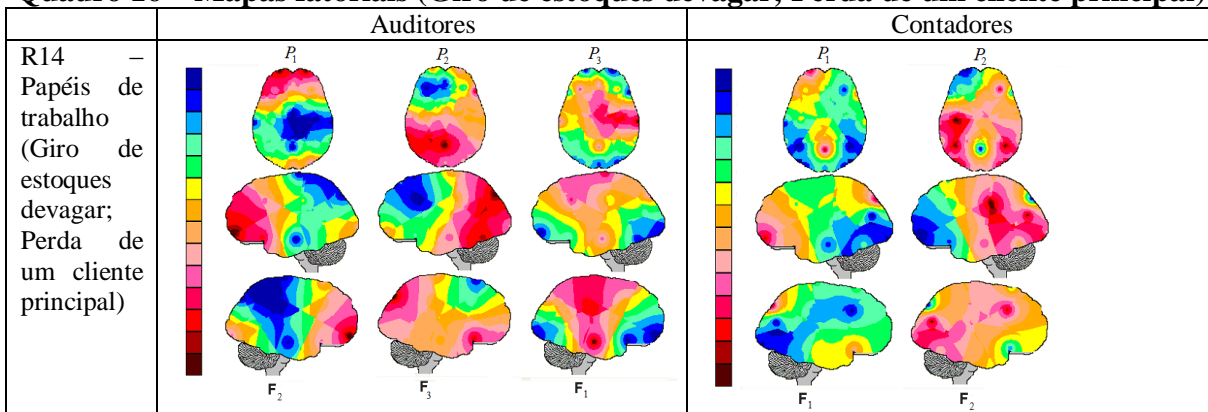 Auditores
Contadores
R14 –
Papéis de
trabalho
(Giro de
estoques
devagar;
Perda de
um cliente
principal)
P1
P2
P3
P1
P2
F2
F3
F1
F1
F2